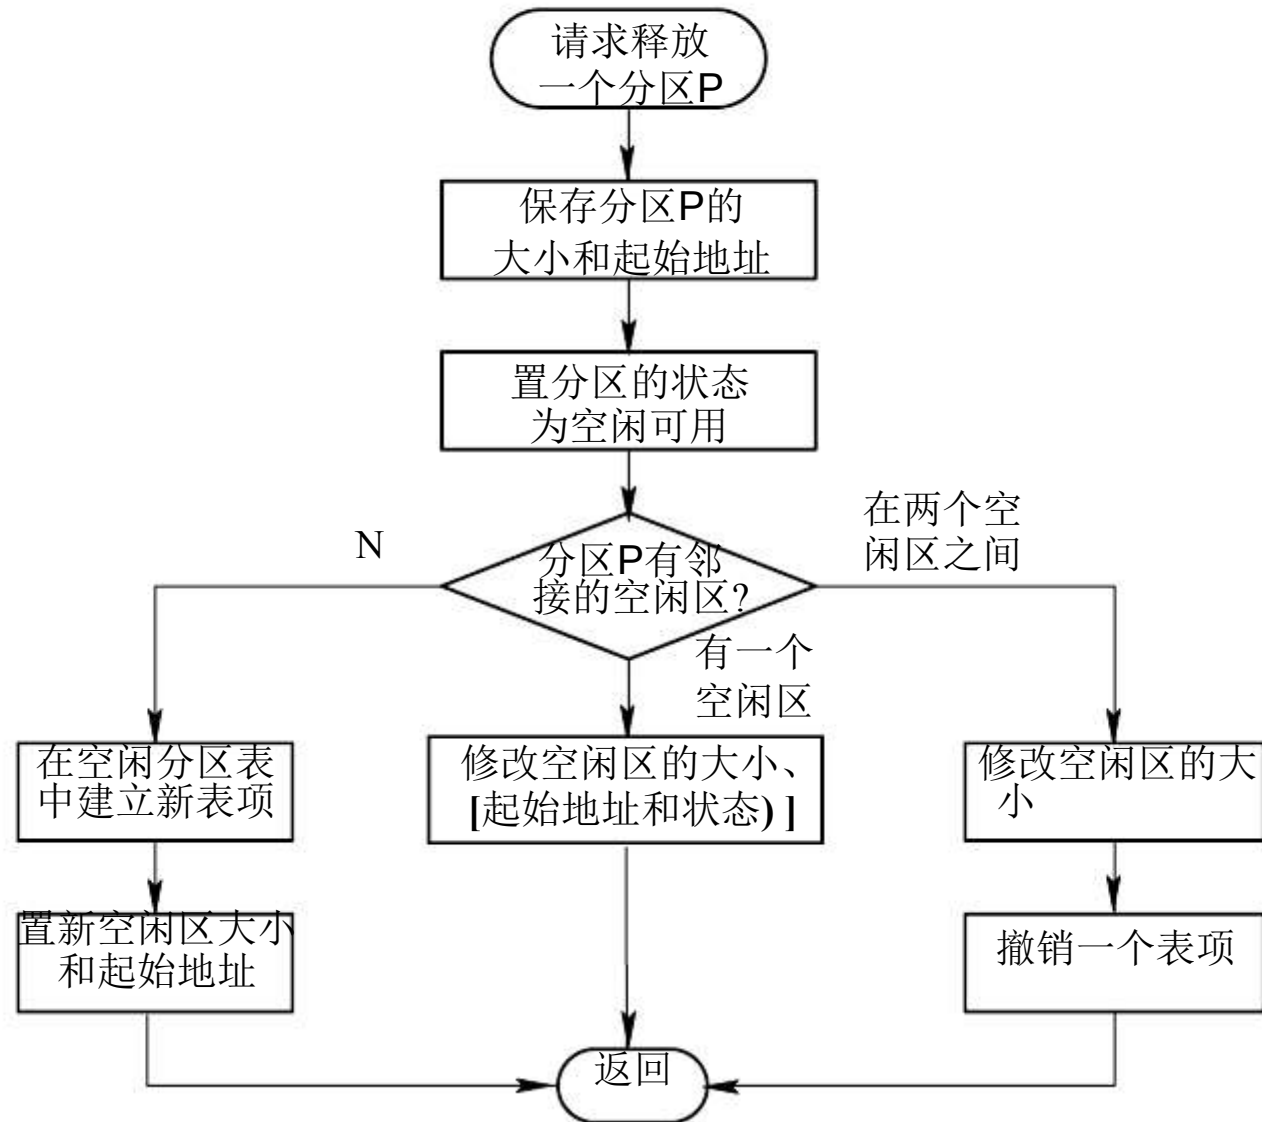 请求释放
一个分区P
保存分区P的
大小和起始地址
置分区的状态
为空闲可用
N
分区P有邻
接的空闲区?
在两个空
闲区之间
有一个
空闲区
在空闲分区表
中建立新表项
修改空闲区的大小、
[起始地址和状态) ]
修改空闲区的大
小
置新空闲区大小
和起始地址
撤销一个表项
返回